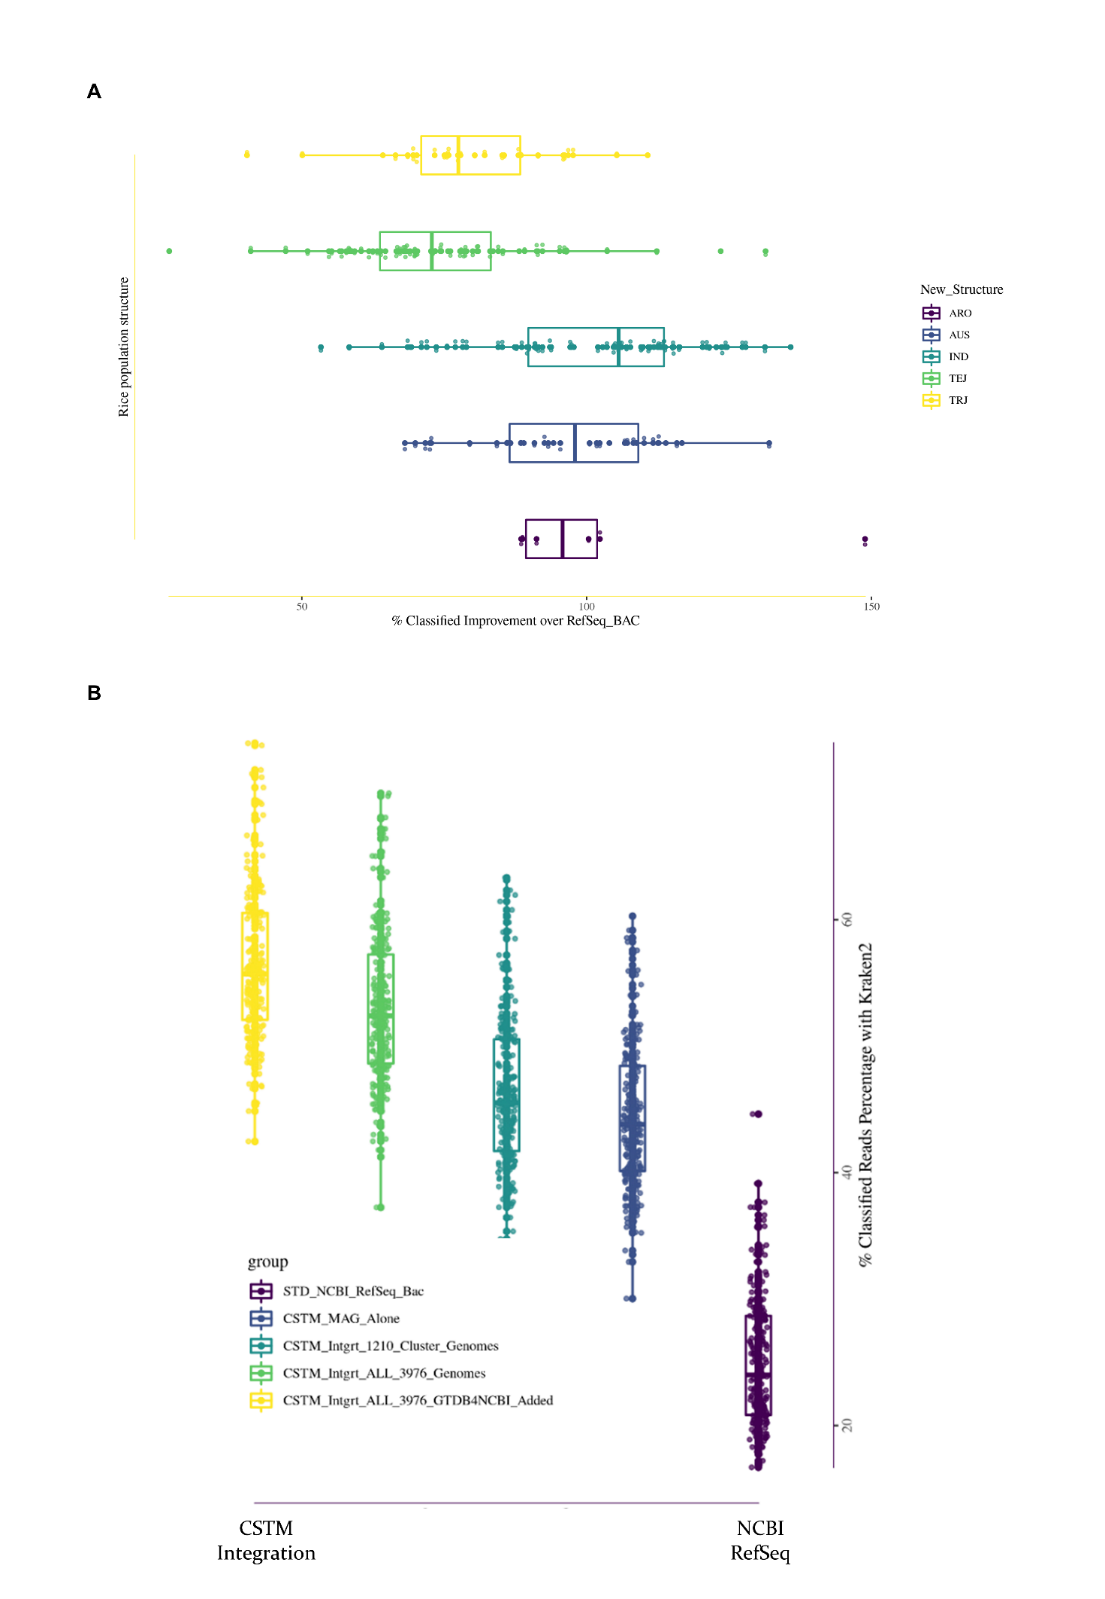 A
Rice population structure
New_Structure
ARO
AUS
IND
TEJ
TRJ
50
100
150
% Classified Improvement over RefSeq_BAC
B
60
40
20
% Classified Reads Percentage with Kraken2
group
STD_NCBI_RefSeq_Bac
CSTM_MAG_Alone
CSTM_Intgrt_1210_Cluster_Genomes
CSTM_Intgrt_ALL_3976_Genomes
CSTM_Intgrt_ALL_3976_GTDB4NCBI_Added
CSTM
Integration
NCBI
RefSeq